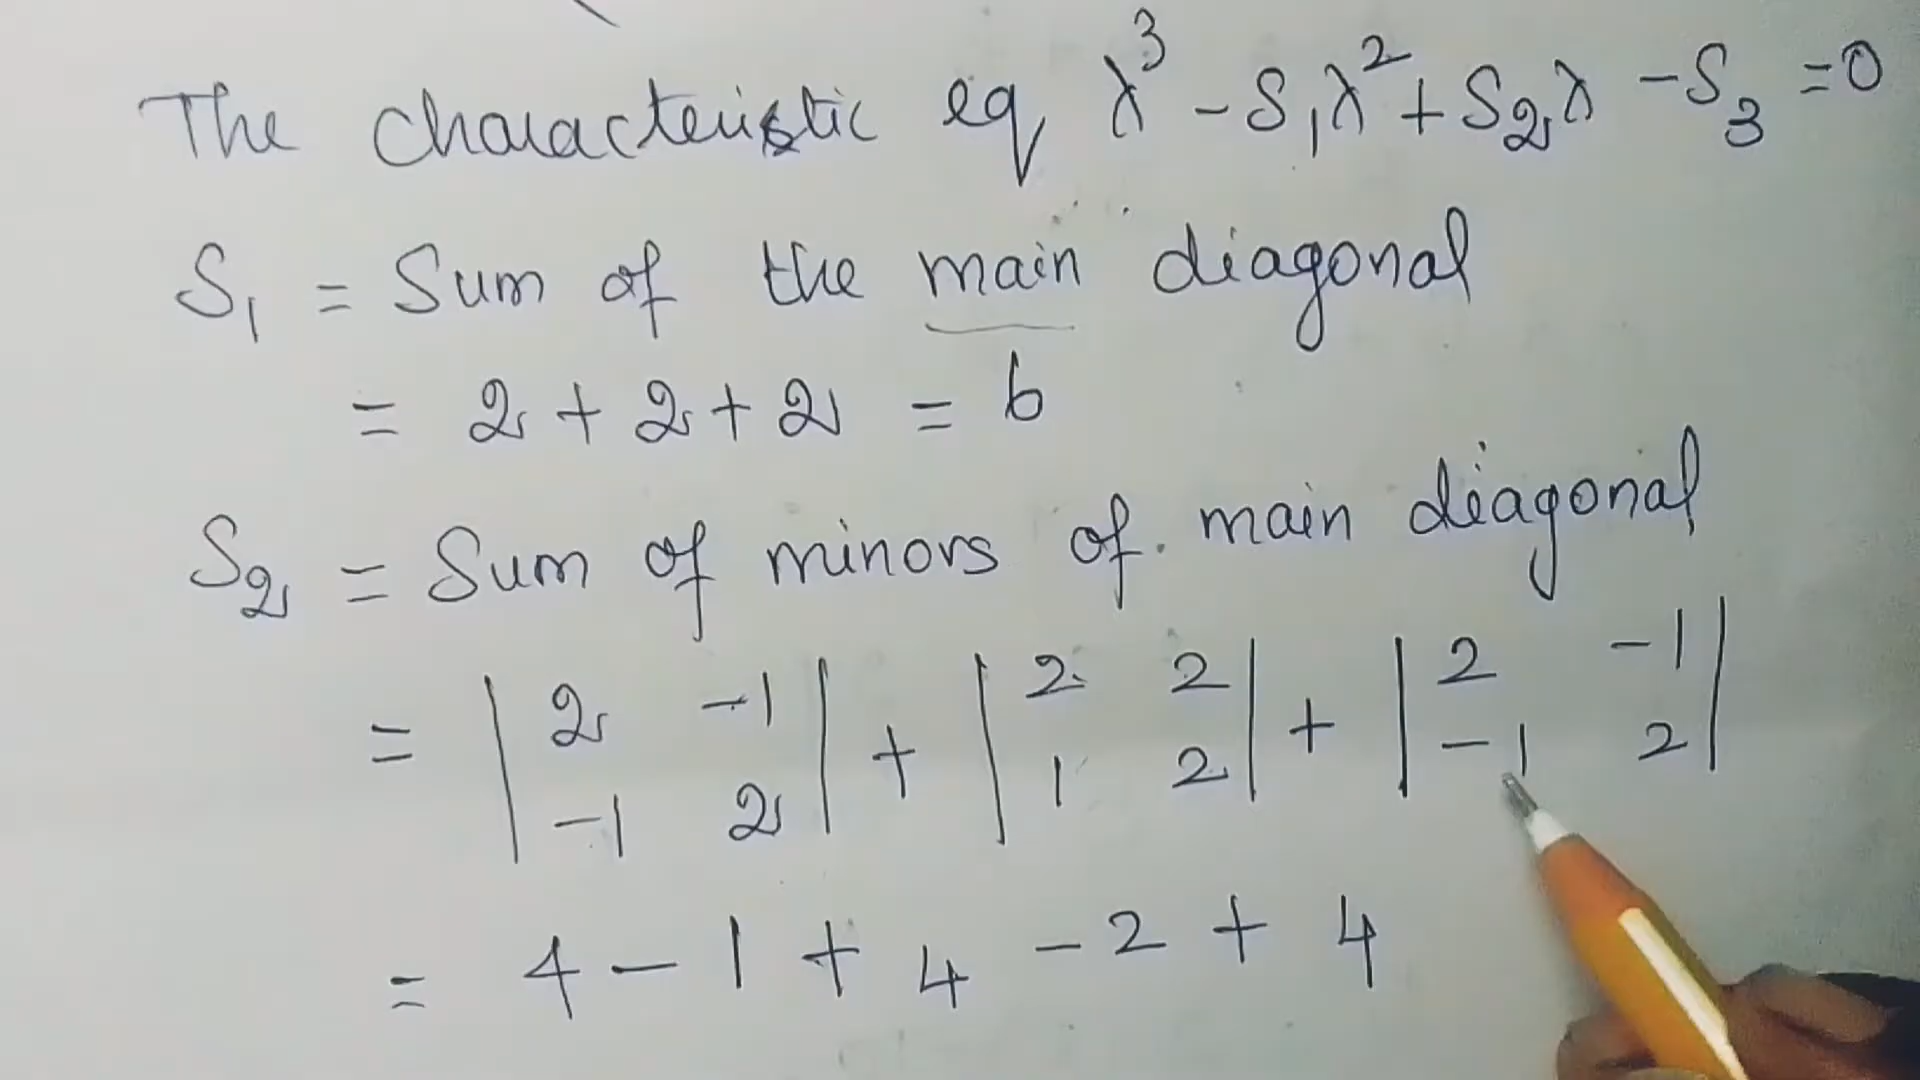 The characteristic eq λ³ - S₁λ² + S₂λ - S₃ = 0
S₁ = Sum of the main diagonal
= 2 + 2 + 2 = 6
S₂ = Sum of minors of main diagonal
= | 2 -1 | + | 2 2 | + | 2 -1 |
| -1 2 | | 1 2 | | -1 2 |
= 4 - 1 + 4 - 2 + 4